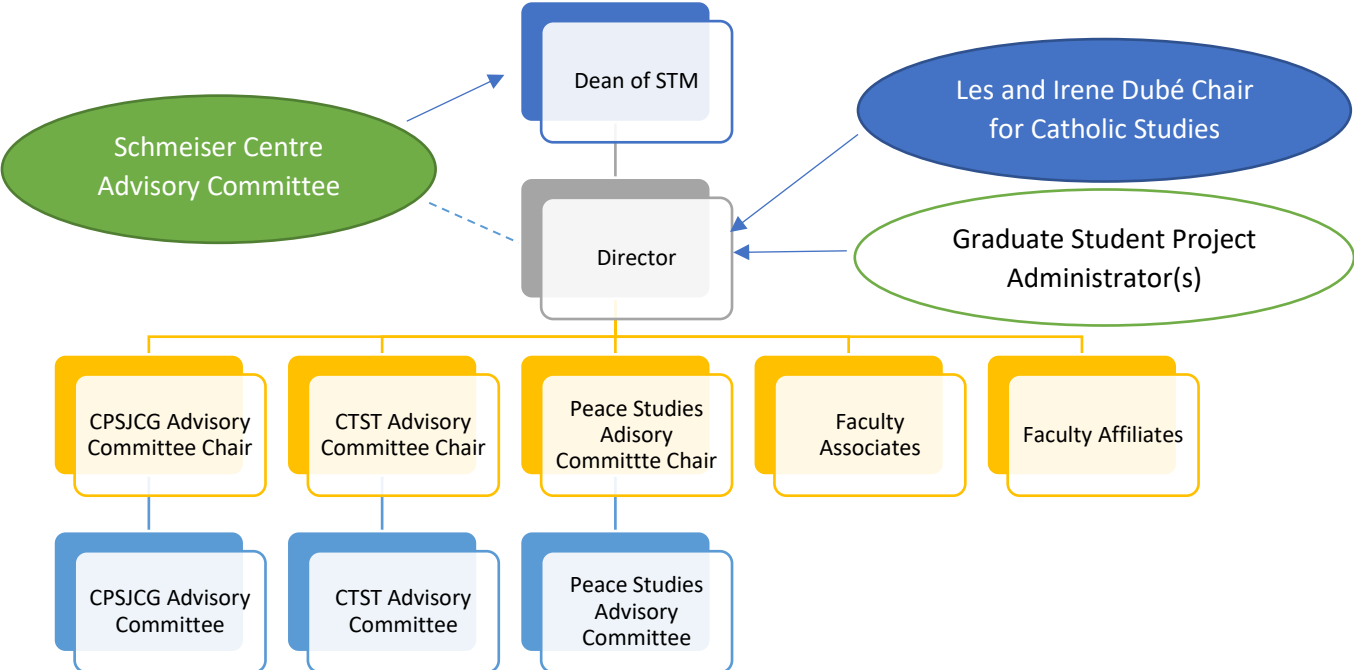 Dean of STM
Les and Irene Dubé Chair
for Catholic Studies
Schmeiser Centre
Advisory Committee
Director
Graduate Student Project
Administrator(s)
CPSJCG Advisory
Committee Chair
CTST Advisory
Committee Chair
Peace Studies
Adisory
Committte Chair
Faculty
Associates
Faculty Affiliates
CPSJCG Advisory
Committee
CTST Advisory
Committee
Peace Studies
Advisory
Committee